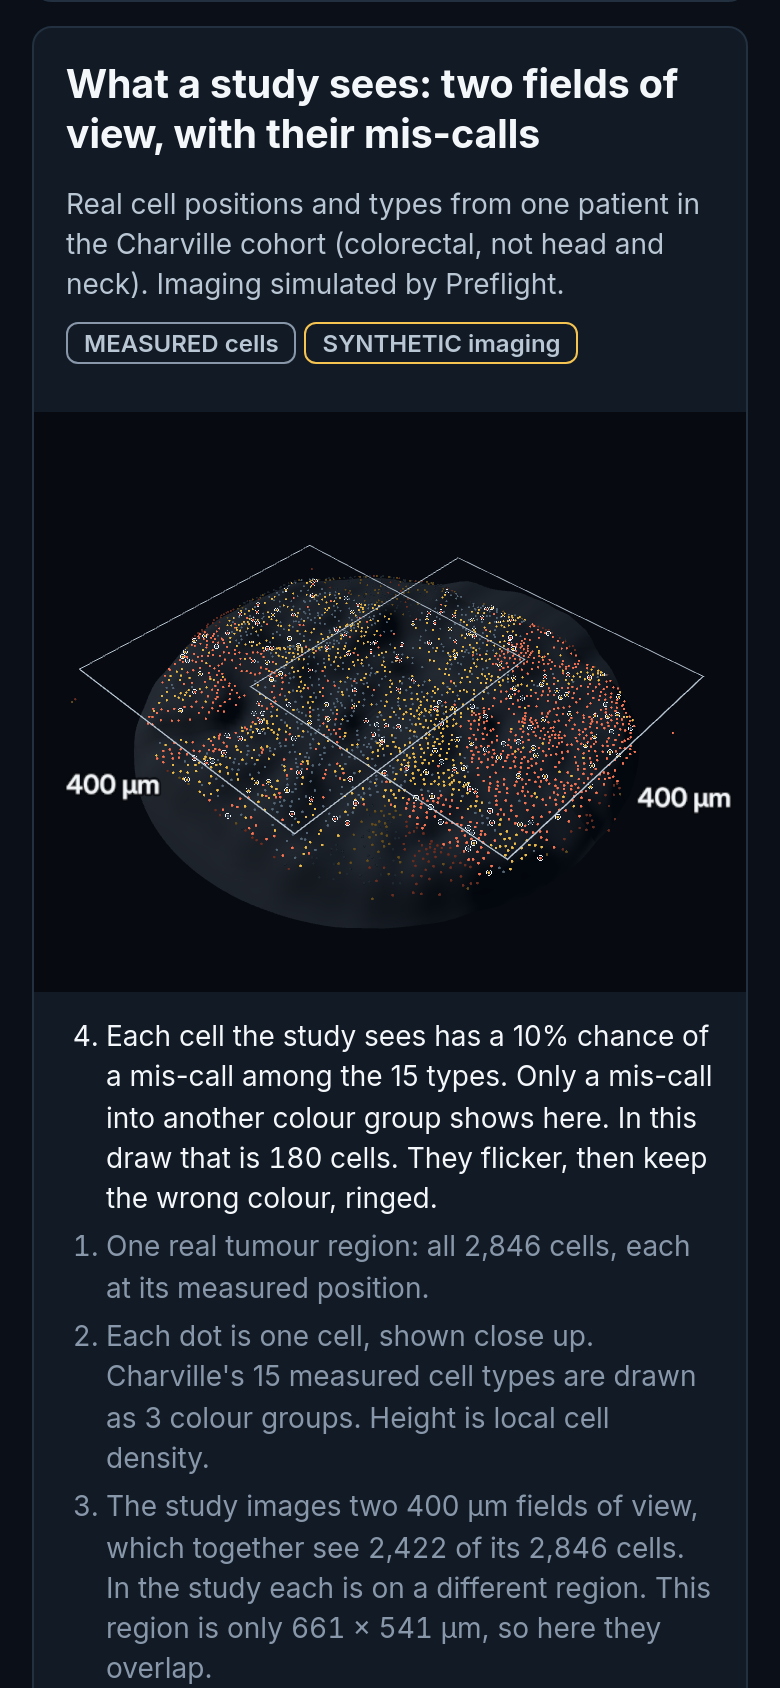 What a study sees: two fields of
view, with their mis-calls
Real cell positions and types from one patient in
the Charville cohort (colorectal, not head and
neck). Imaging simulated by Preflight.
MEASURED cells SYNTHETIC imaging
400 µm
400 µm
4. Each cell the study sees has a 10% chance of
a mis-call among the 15 types. Only a mis-call
into another colour group shows here. In this
draw that is 180 cells. They flicker, then keep
the wrong colour, ringed.
1. One real tumour region: all 2,846 cells, each
at its measured position.
2. Each dot is one cell, shown close up.
Charville's 15 measured cell types are drawn
as 3 colour groups. Height is local cell
density.
3. The study images two 400 µm fields of view,
which together see 2,422 of its 2,846 cells.
In the study each is on a different region. This
region is only 661 × 541 µm, so here they
overlap.